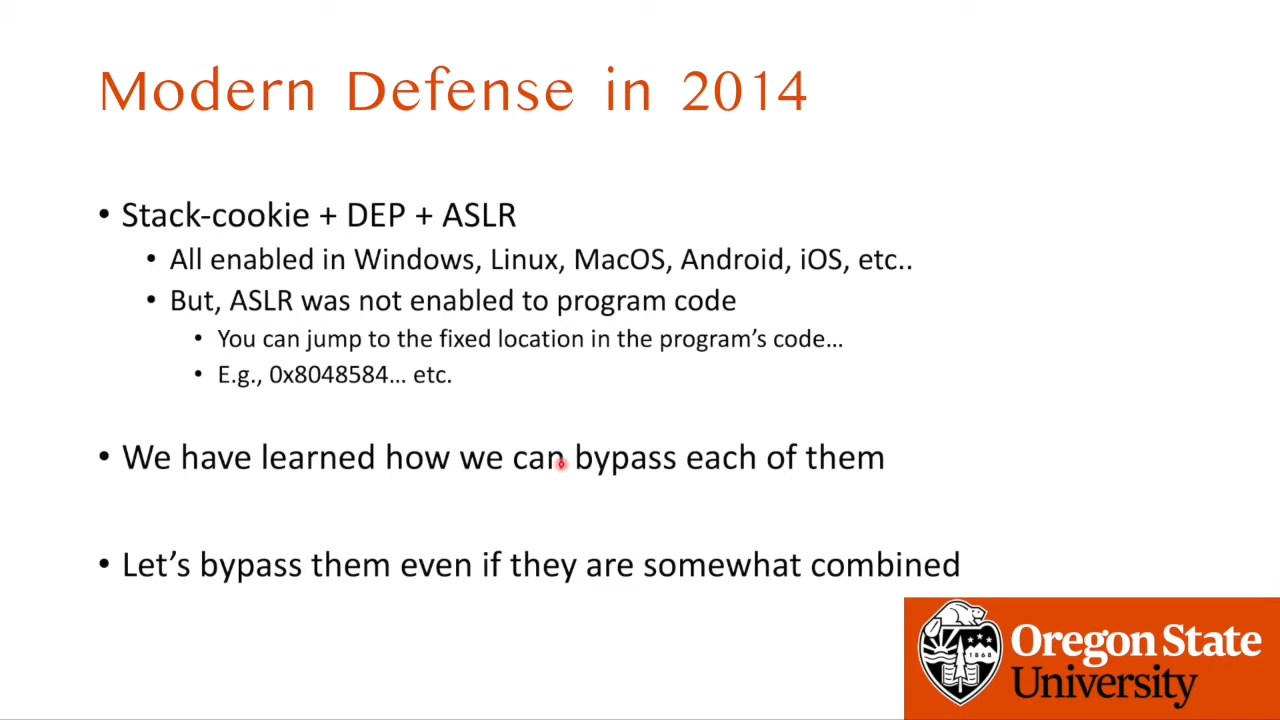 Modern Defense in 2014
• Stack-cookie + DEP + ASLR
• All enabled in Windows, Linux, MacOS, Android, iOS, etc..
• But, ASLR was not enabled to program code
• You can jump to the fixed location in the program's code…
• E.g., 0x8048584… etc.
• We have learned how we can bypass each of them
• Let's bypass them even if they are somewhat combined
1868
Oregon State
University